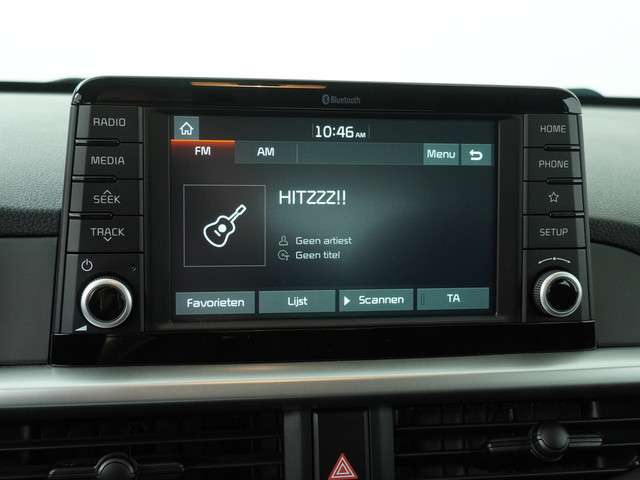 Bluetooth
RADIO
MEDIA
SEEK
TRACK
10:46 AM
FM AM Menu
HITZZZ!!
Geen artiest
Geen titel
Favorieten Lijst Scannen TA
HOME
PHONE
SETUP